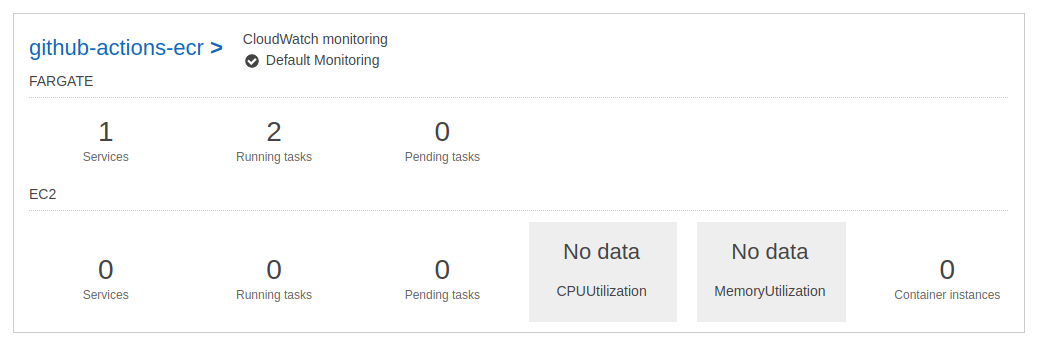 github-actions-ecr >
CloudWatch monitoring
Default Monitoring
FARGATE
1 2 0
Services Running tasks Pending tasks
EC2
No data No data
0 0 0 0
CPUUtilization MemoryUtilization
Services Running tasks Pending tasks Container instances